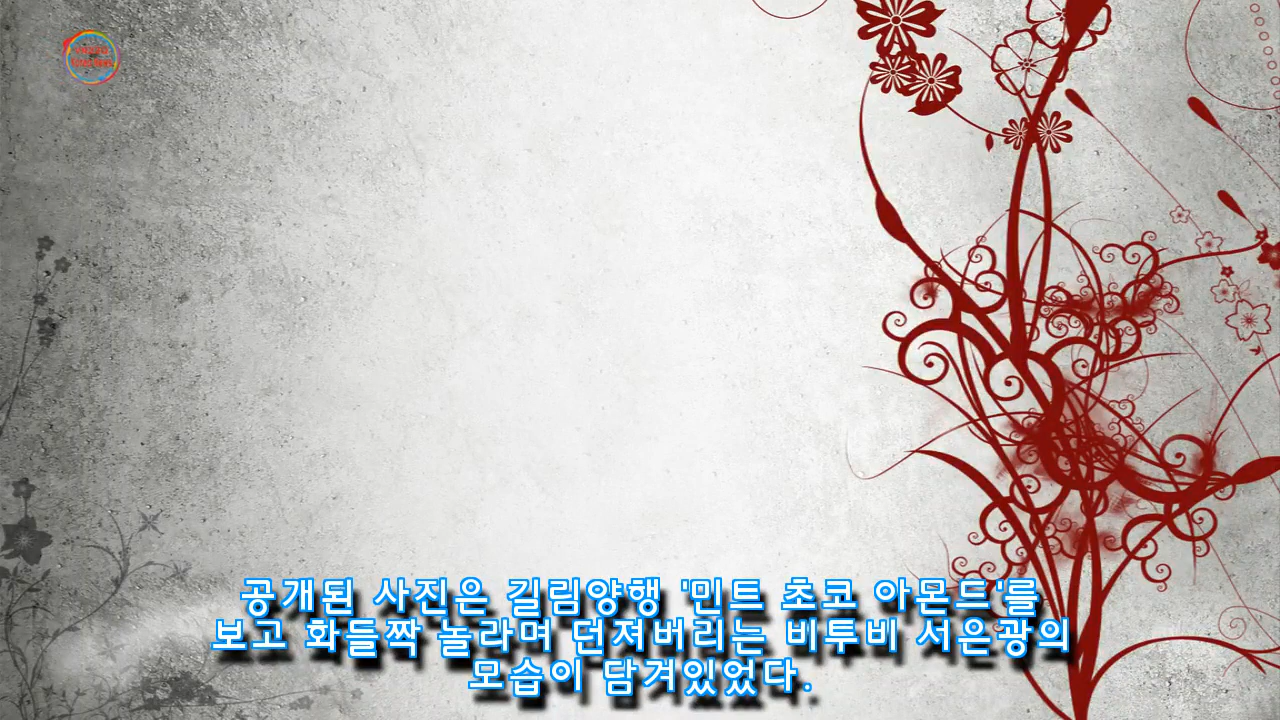 공개된 사진은 길림양행 '민트 초코 아몬드'를
보고 화들짝 놀라며 던져버리는 비투비 서은광의
모습이 담겨있었다.